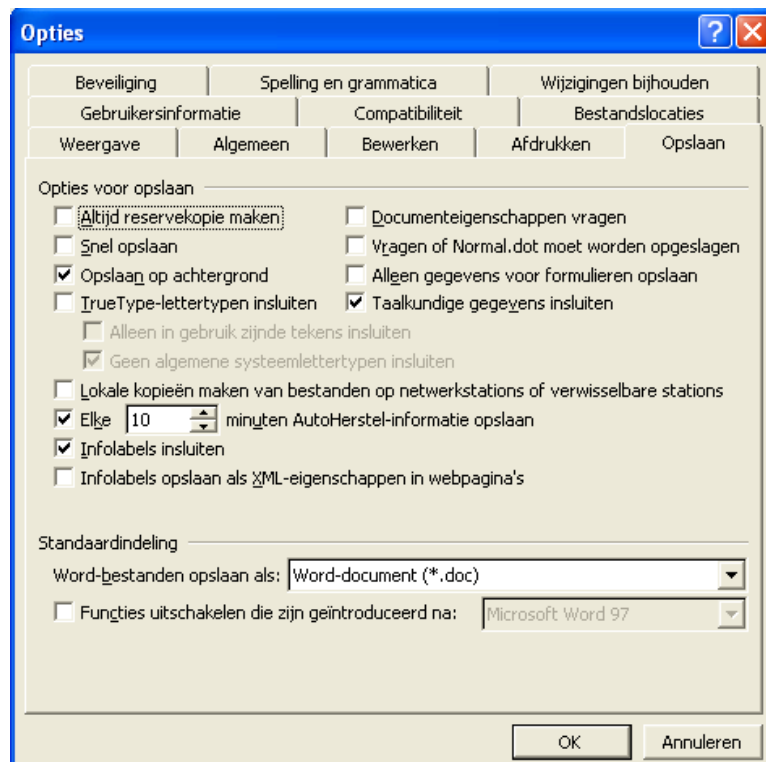 Opties
Beveiliging Spelling en grammatica Wijzigingen bijhouden
Gebruikersinformatie Compatibiliteit Bestandslocaties
Weergave Algemeen Bewerken Afdrukken Opslaan
Opties voor opslaan
Altijd reservekopie maken Documenteigenschappen vragen
Snel opslaan Vragen of Normal.dot moet worden opgeslagen
Opslaan op achtergrond Alleen gegevens voor formulieren opslaan
TrueType-lettertypen insluiten Taalkundige gegevens insluiten
Alleen in gebruik zijnde tekens insluiten
Geen algemene systeemlettertypen insluiten
Lokale kopieën maken van bestanden op netwerkstations of verwisselbare stations
Elke 10 minuten AutoHerstel-informatie opslaan
Infolabels insluiten
Infolabels opslaan als XML-eigenschappen in webpagina's
Standaardindeling
Word-bestanden opslaan als: Word-document (*.doc)
Functies uitschakelen die zijn geïntroduceerd na: Microsoft Word 97
OK Annuleren